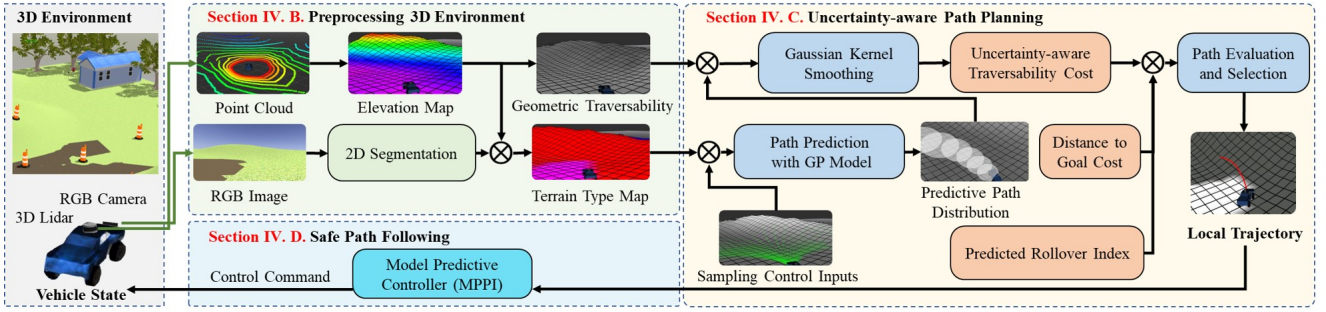 3D Environment
RGB Camera
3D Lidar
Vehicle State
Section IV. B. Preprocessing 3D Environment
Point Cloud
Elevation Map
Geometric Traversability
RGB Image
2D Segmentation
Terrain Type Map
Section IV. C. Uncertainty-aware Path Planning
Gaussian Kernel
Smoothing
Uncertainty-aware
Traversability Cost
Path Evaluation
and Selection
Path Prediction
with GP Model
Predictive Path
Distribution
Distance to
Goal Cost
Sampling Control Inputs
Predicted Rollover Index
Local Trajectory
Section IV. D. Safe Path Following
Control Command
Model Predictive
Controller (MPPI)